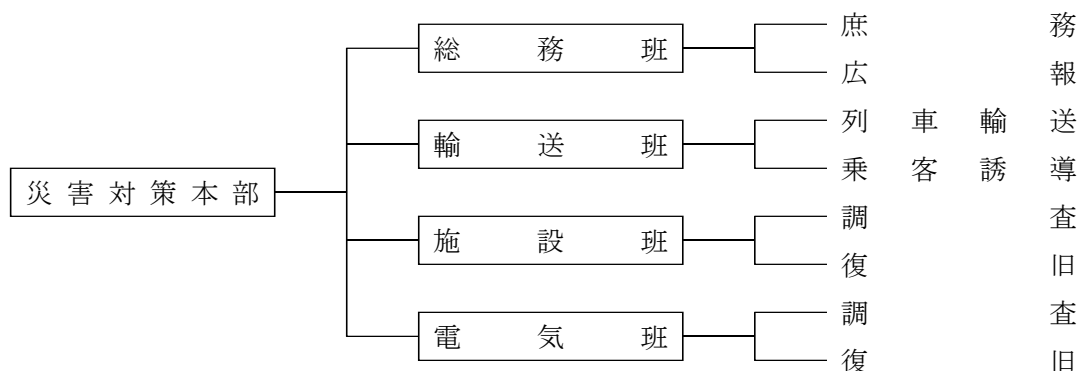 災害対策本部
総務班
庶務
広報
輸送班
列車輸送
乗客誘導
施設班
調査
復旧
電気班
調査
復旧